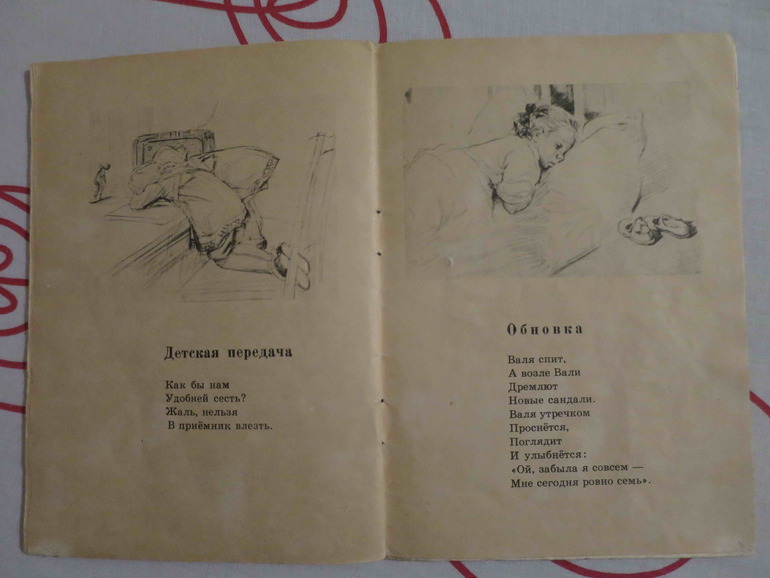 Детская передача
Как бы нам
Удобней сесть?
Жаль, нельзя
В приёмник влезть.
Обновка
Валя спит,
А возле Вали
Дремлют
Новые сандали.
Валя утречком
Проснётся,
Поглядит
И улыбнётся:
«Ой, забыла я совсем —
Мне сегодня ровно семь».